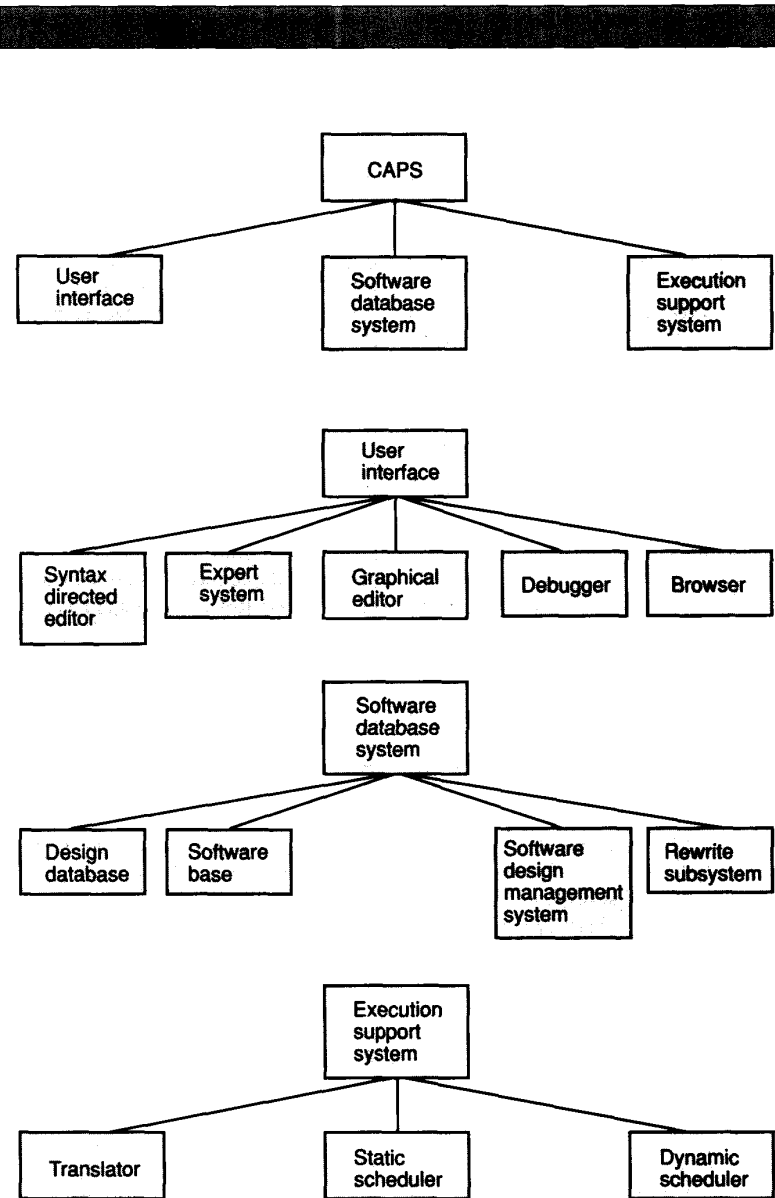 CAPS
User
interface
Software
database
system
Execution
support
system
User
interface
Syntax
directed
editor
Expert
system
Graphical
editor
Debugger
Browser
Software
database
system
Design
database
Software
base
Software
design
management
system
Rewrite
subsystem
Execution
support
system
Translator
Static
scheduler
Dynamic
scheduler